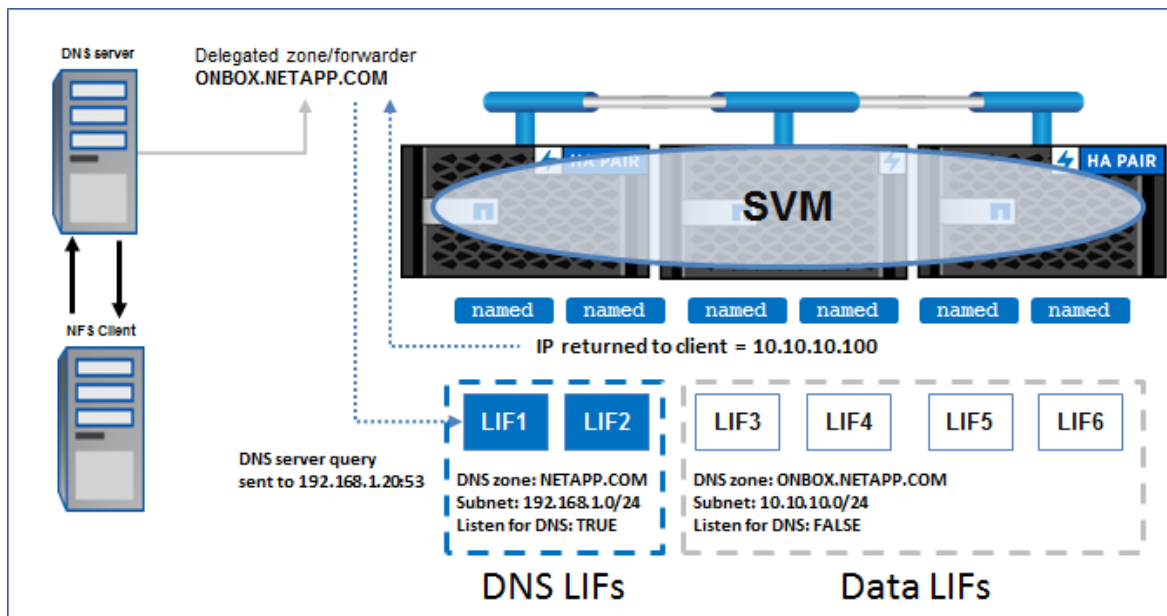 DNS server
Delegated zone/forwarder
ONBOX.NETAPP.COM
HA PAIR
HA PAIR
SVM
named
named
named
named
named
named
NFS Client
IP returned to client = 10.10.10.100
LIF1
LIF2
LIF3
LIF4
LIF5
LIF6
DNS server query
sent to 192.168.1.20:53
DNS zone: NETAPP.COM
Subnet: 192.168.1.0/24
Listen for DNS: TRUE
DNS zone: ONBOX.NETAPP.COM
Subnet: 10.10.10.0/24
Listen for DNS: FALSE
DNS LIFs
Data LIFs